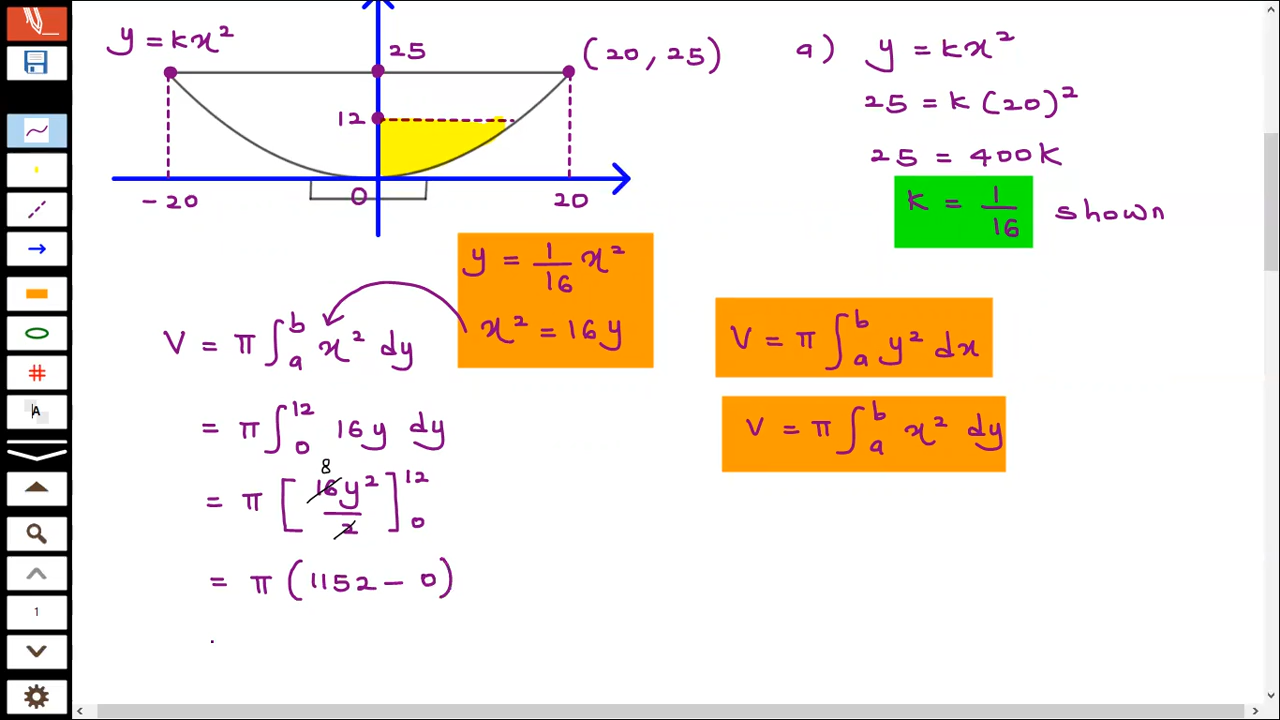 y = kx²
25
(20, 25)
12
0
-20
20
a) y = kx²
25 = k (20)²
25 = 400k
k = 1/16 shown
y = 1/16 x²
x² = 16y
V = π ∫ₐᵇ x² dy
= π ∫₀¹² 16y dy
8
= π [ 16y²/2 ]₀¹²
= π (1152 - 0)
V = π ∫ₐᵇ y² dx
V = π ∫ₐᵇ x² dy
A
1